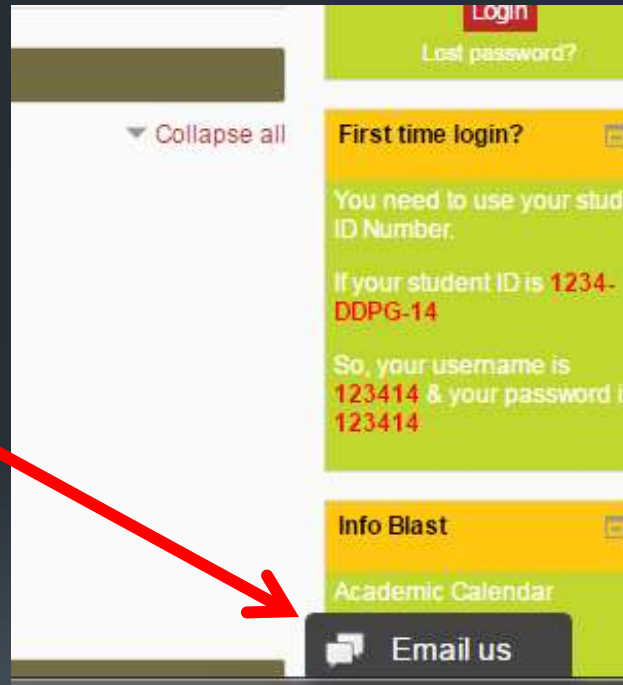 Login
Lost password?
Collapse all
First time login?
You need to use your stud
ID Number.
If your student ID is 1234-
DDPG-14
So, your username is
123414 & your password i
123414
Info Blast
Academic Calendar
Email us